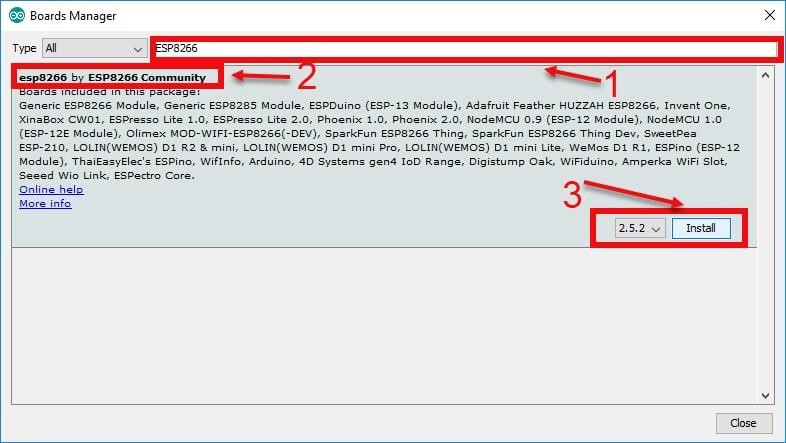 Boards Manager
Type All ESP8266
1
2
esp8266 by ESP8266 Community
Boards included in this package:
Generic ESP8266 Module, Generic ESP8285 Module, ESPDuino (ESP-13 Module), Adafruit Feather HUZZAH ESP8266, Invent One,
XinaBox CW01, ESPresso Lite 1.0, ESPresso Lite 2.0, Phoenix 1.0, Phoenix 2.0, NodeMCU 0.9 (ESP-12 Module), NodeMCU 1.0
(ESP-12E Module), Olimex MOD-WIFI-ESP8266(-DEV), SparkFun ESP8266 Thing, SparkFun ESP8266 Thing Dev, SweetPea
ESP-210, LOLIN(WEMOS) D1 R2 & mini, LOLIN(WEMOS) D1 mini Pro, LOLIN(WEMOS) D1 mini Lite, WeMos D1 R1, ESPino (ESP-12
Module), ThaiEasyElec's ESPino, WifInfo, Arduino, 4D Systems gen4 IoD Range, Digistump Oak, WiFiduino, Amperka WiFi Slot,
Seeed Wio Link, ESPectro Core.
Online help
More info
3
2.5.2 Install
Close